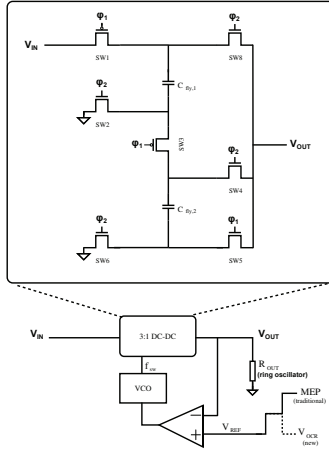 φ1
φ2
VIN
SW1
SW8
C fly,1
φ2
SW2
φ1
SW3
VOUT
φ2
SW4
C fly,2
φ2
φ1
SW6
SW5
VIN
3:1 DC-DC
VOUT
fsw
ROUT
(ring oscillator)
VCO
MEP
(traditional)
−
+
VREF
VOCR
(new)